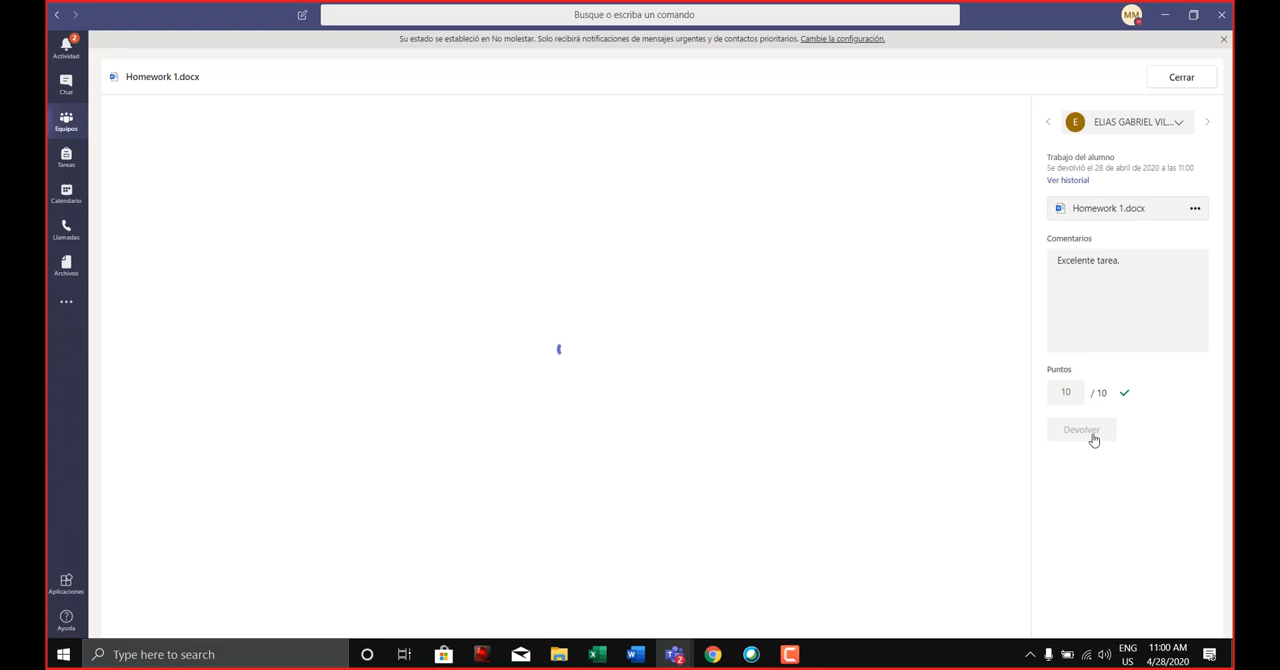 Busque o escriba un comando
MM
Su estado se estableció en No molestar. Solo recibirá notificaciones de mensajes urgentes y de contactos prioritarios. Cambie la configuración.
2
Actividad
Chat
Equipos
Tareas
Calendario
Llamadas
Archivos
Aplicaciones
Ayuda
Homework 1.docx
Cerrar
E ELIAS GABRIEL VIL...
Trabajo del alumno
Se devolvió el 28 de abril de 2020 a las 11:00
Ver historial
Homework 1.docx
Comentarios
Excelente tarea.
Puntos
10 / 10
Devolver
Type here to search
2
ENG
US
11:00 AM
4/28/2020